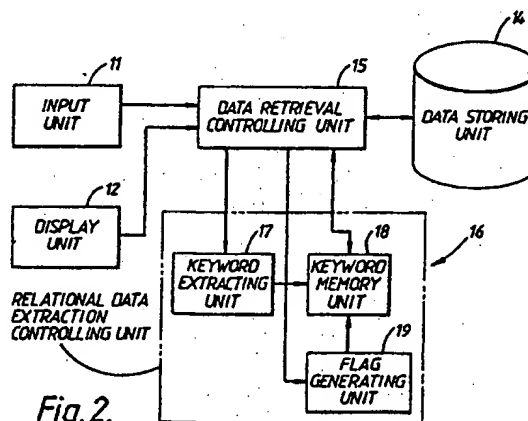 14
11
15
INPUT
UNIT
DATA RETRIEVAL
CONTROLLING UNIT
DATA STORING
UNIT
12
DISPLAY
UNIT
17
18
16
KEYWORD
EXTRACTING
UNIT
KEYWORD
MEMORY
UNIT
RELATIONAL DATA
EXTRACTION
CONTROLLING UNIT
19
FLAG
GENERATING
UNIT
Fig. 2.